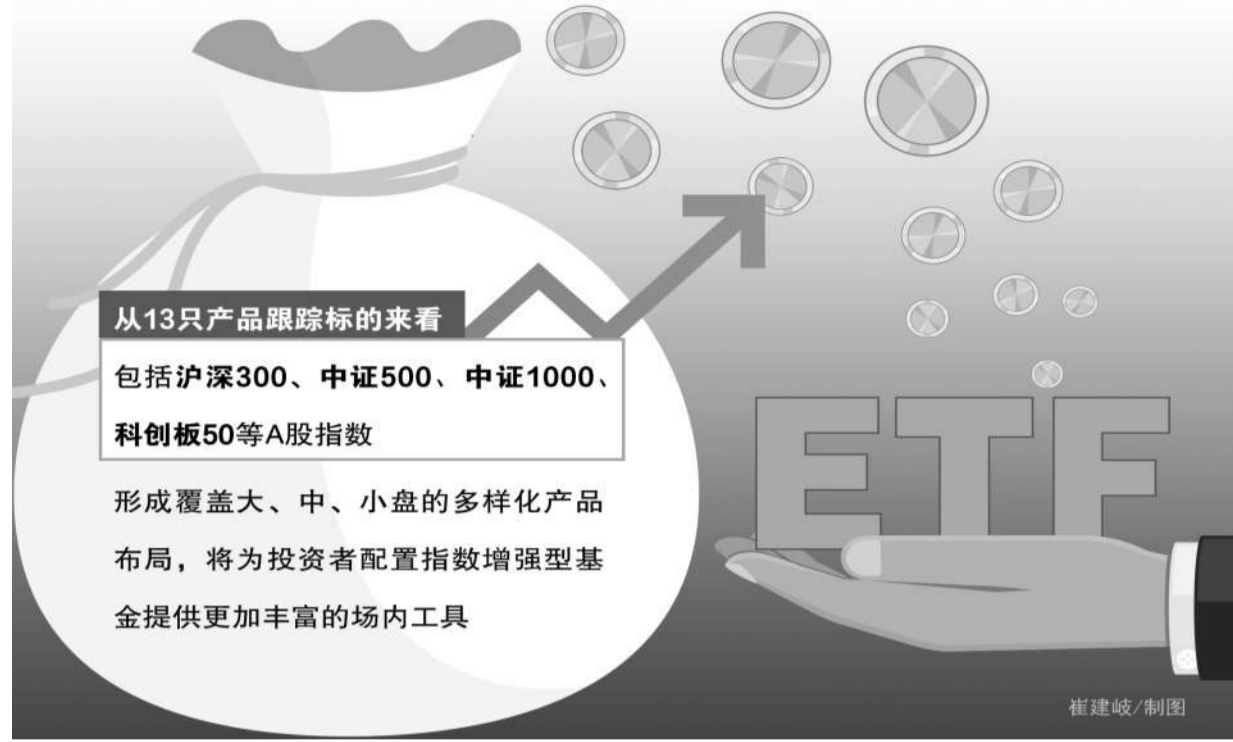 从13只产品跟踪标的来看
包括沪深300、中证500、中证1000、
科创板50等A股指数
形成覆盖大、中、小盘的多样化产品
布局，将为投资者配置指数增强型基
金提供更加丰富的场内工具
ETF
崔建岐/制图